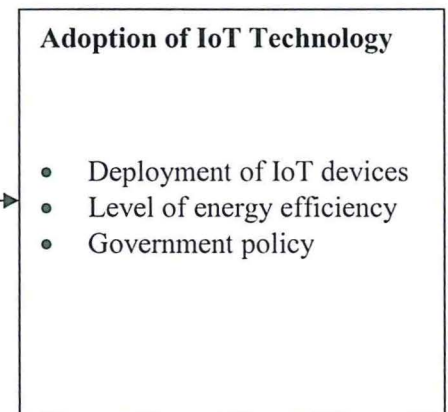 Adoption of IoT Technology
• Deployment of IoT devices
• Level of energy efficiency
• Government policy